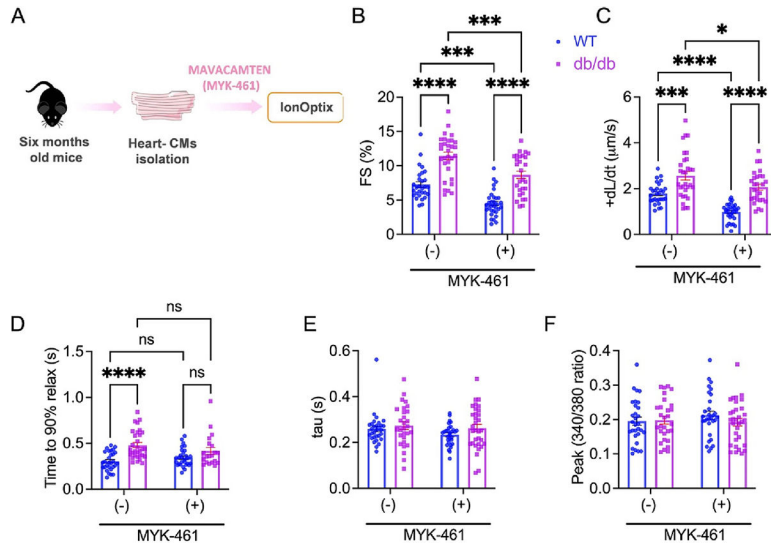 A
MAVACAMTEN
(MYK-461)
IonOptix
Six months
old mice
Heart- CMs
isolation
B
***
***
****
****
FS (%)
20
15
10
5
0
(-)
(+)
MYK-461
WT
db/db
C
*
****
***
****
+dL/dt (μm/s)
6
4
2
0
(-)
(+)
MYK-461
D
ns
ns
****
ns
Time to 90% relax (s)
1.5
1.0
0.5
0.0
(-)
(+)
MYK-461
E
tau (s)
0.6
0.4
0.2
0.0
(-)
(+)
MYK-461
F
Peak (340/380 ratio)
0.4
0.3
0.2
0.1
0.0
(-)
(+)
MYK-461